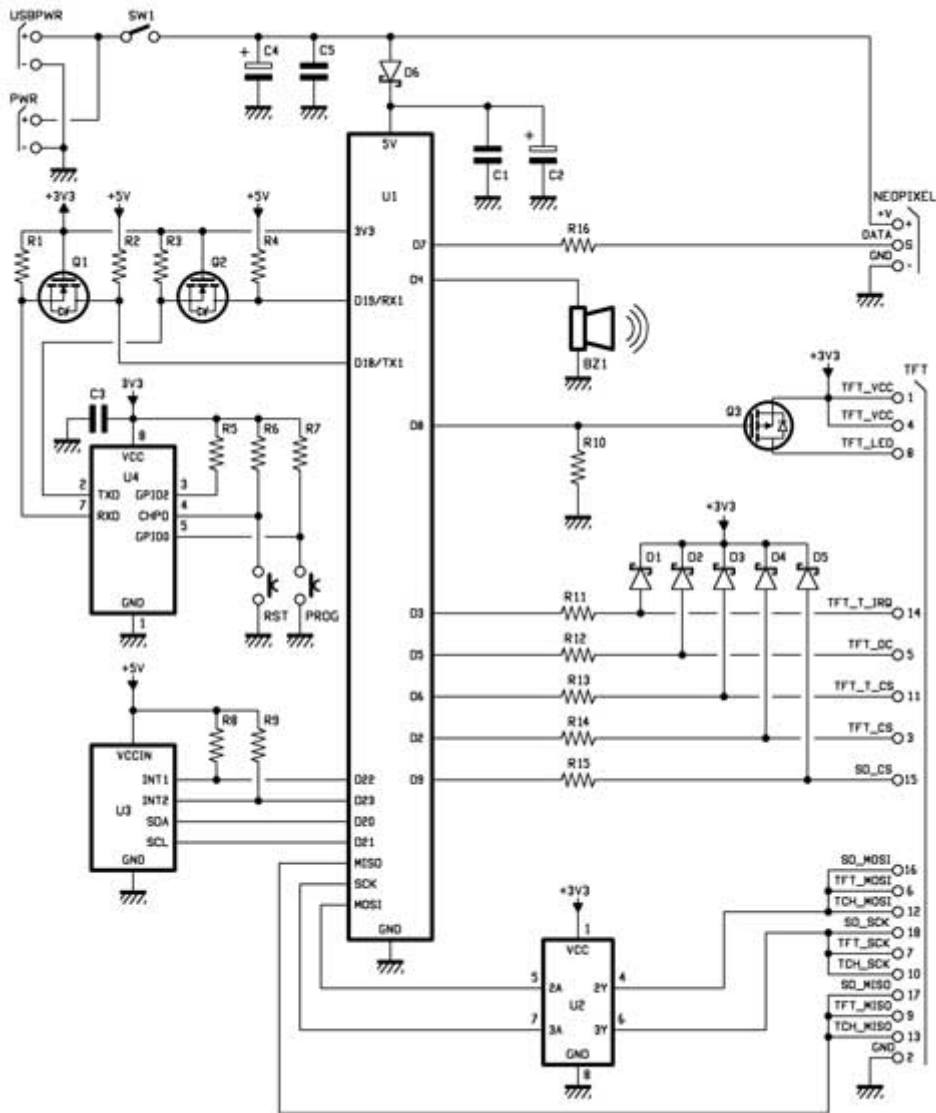 USBPWR
SW1
+
-
PWR
+
-
+
C4
C5
D6
5V
C1
+
C2
U1
+3V3
+5V
+5V
R1
R2
R3
R4
Q1
Q2
3V3
D19/RX1
D18/TX1
D7
R16
D4
BZ1
NEOPIXEL
+V
+
DATA
S
GND
-
+3V3
TFT
TFT_VCC
1
TFT_VCC
4
TFT_LED
8
Q3
D8
R10
C3
3V3
8
VCC
U4
R5
R6
R7
2
TXD
GPIO2
3
7
RXD
CHPD
4
GPIO0
5
GND
1
RST
PROG
+3V3
D1
D2
D3
D4
D5
D3
R11
TFT_T_IRQ
14
D5
R12
TFT_DC
5
D6
R13
TFT_T_CS
11
D2
R14
TFT_CS
3
D9
R15
SD_CS
15
+5V
R8
R9
VCCIN
U3
INT1
D22
INT2
D23
SDA
D20
SCL
D21
GND
MISO
SCK
MOSI
GND
+3V3
1
VCC
5
2A
2Y
4
U2
7
3A
3Y
6
GND
8
SD_MOSI
16
TFT_MOSI
6
TCH_MOSI
12
SD_SCK
18
TFT_SCK
7
TCH_SCK
10
SD_MISO
17
TFT_MISO
9
TCH_MISO
13
GND
2